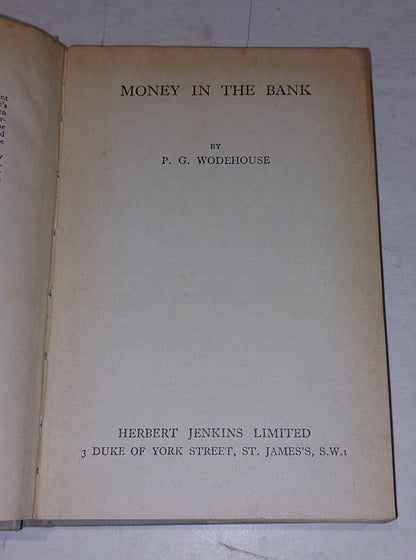 MONEY IN THE BANK
BY
P. G. WODEHOUSE
HERBERT JENKINS LIMITED
3 DUKE OF YORK STREET, ST. JAMES'S, S.W.1